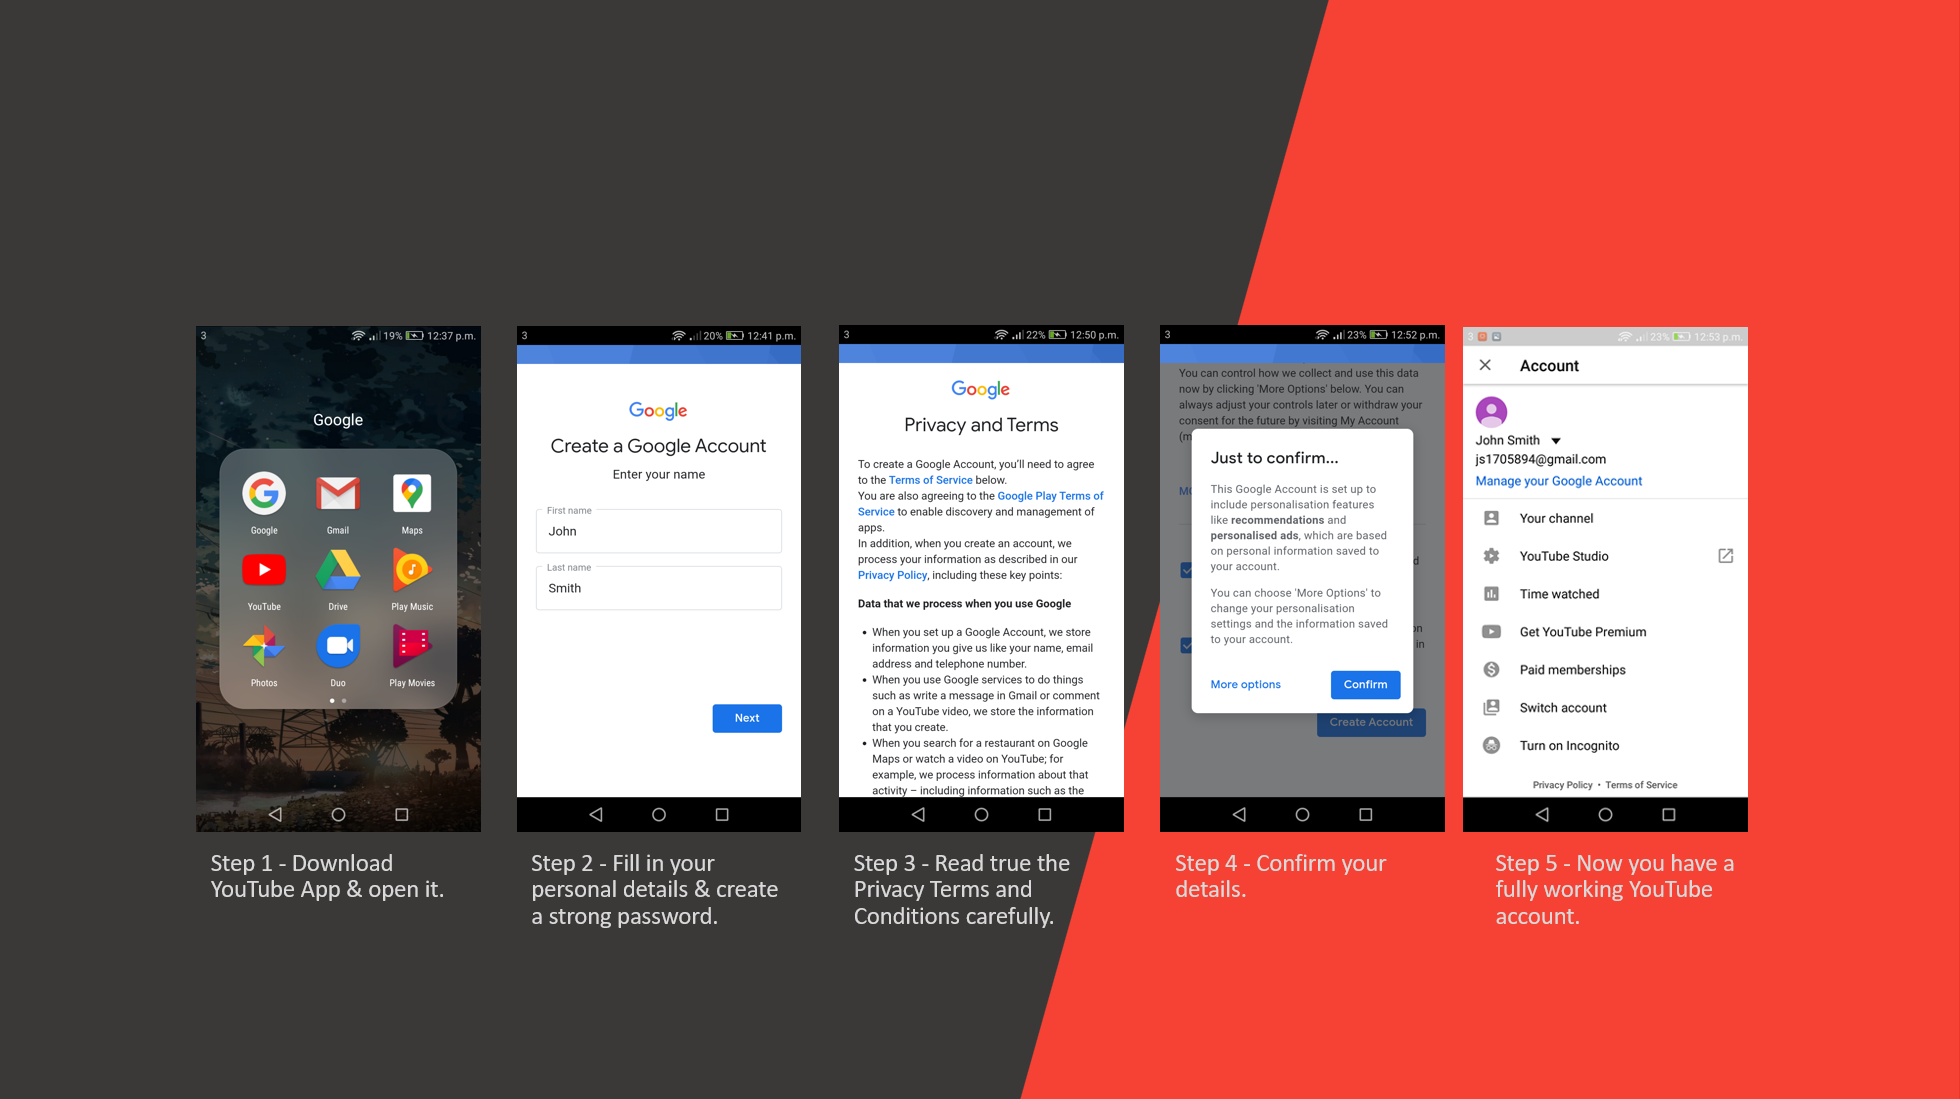 3
19%
12:37 p.m.
Google
Google
Gmail
Maps
YouTube
Drive
Play Music
Photos
Duo
Play Movies
Step 1 - Download
YouTube App & open it.
3
20%
12:41 p.m.
Google
Create a Google Account
Enter your name
First name
John
Last name
Smith
Next
Step 2 - Fill in your
personal details & create
a strong password.
3
22%
12:50 p.m.
Google
Privacy and Terms
To create a Google Account, you'll need to agree
to the Terms of Service below.
You are also agreeing to the Google Play Terms of
Service to enable discovery and management of
apps.
In addition, when you create an account, we
process your information as described in our
Privacy Policy, including these key points:
Data that we process when you use Google
• When you set up a Google Account, we store
information you give us like your name, email
address and telephone number.
• When you use Google services to do things
such as write a message in Gmail or comment
on a YouTube video, we store the information
that you create.
• When you search for a restaurant on Google
Maps or watch a video on YouTube; for
example, we process information about that
activity – including information such as the
Step 3 - Read true the
Privacy Terms and
Conditions carefully.
3
23%
12:52 p.m.
You can control how we collect and use this data
now by clicking 'More Options' below. You can
always adjust your controls later or withdraw your
consent for the future by visiting My Account
Just to confirm...
This Google Account is set up to
include personalisation features
like recommendations and
personalised ads, which are based
on personal information saved to
your account.
You can choose 'More Options' to
change your personalisation
settings and the information saved
to your account.
More options
Confirm
in
Create Account
Step 4 - Confirm your
details.
3
23%
12:53 p.m.
Account
John Smith
js1705894@gmail.com
Manage your Google Account
Your channel
YouTube Studio
Time watched
Get YouTube Premium
Paid memberships
Switch account
Turn on Incognito
Privacy Policy • Terms of Service
Step 5 - Now you have a
fully working YouTube
account.